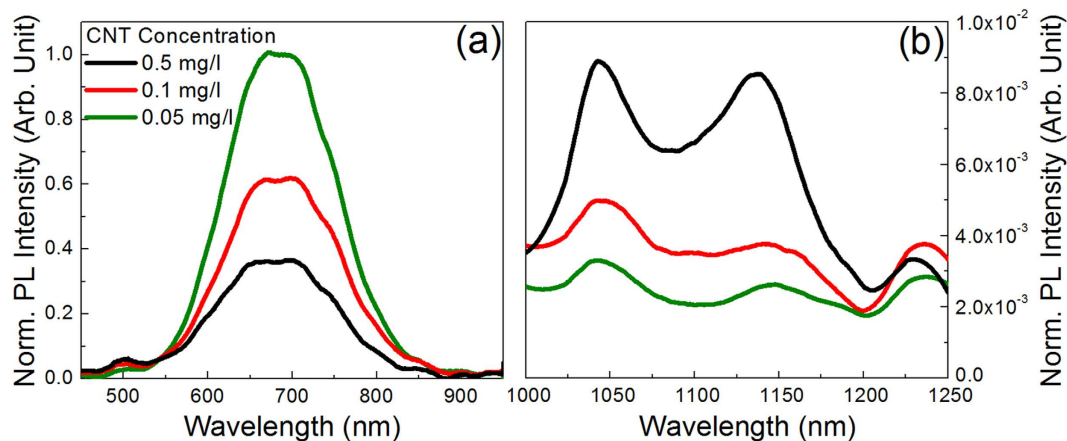 CNT Concentration
0.5 mg/l
0.1 mg/l
0.05 mg/l
(a)
Norm. PL Intensity (Arb. Unit)
1.0
0.8
0.6
0.4
0.2
0.0
500 600 700 800 900
Wavelength (nm)
(b)
1.0x10-2
8.0x10-3
6.0x10-3
4.0x10-3
2.0x10-3
0.0
Norm. PL Intensity (Arb. Unit)
1000 1050 1100 1150 1200 1250
Wavelength (nm)